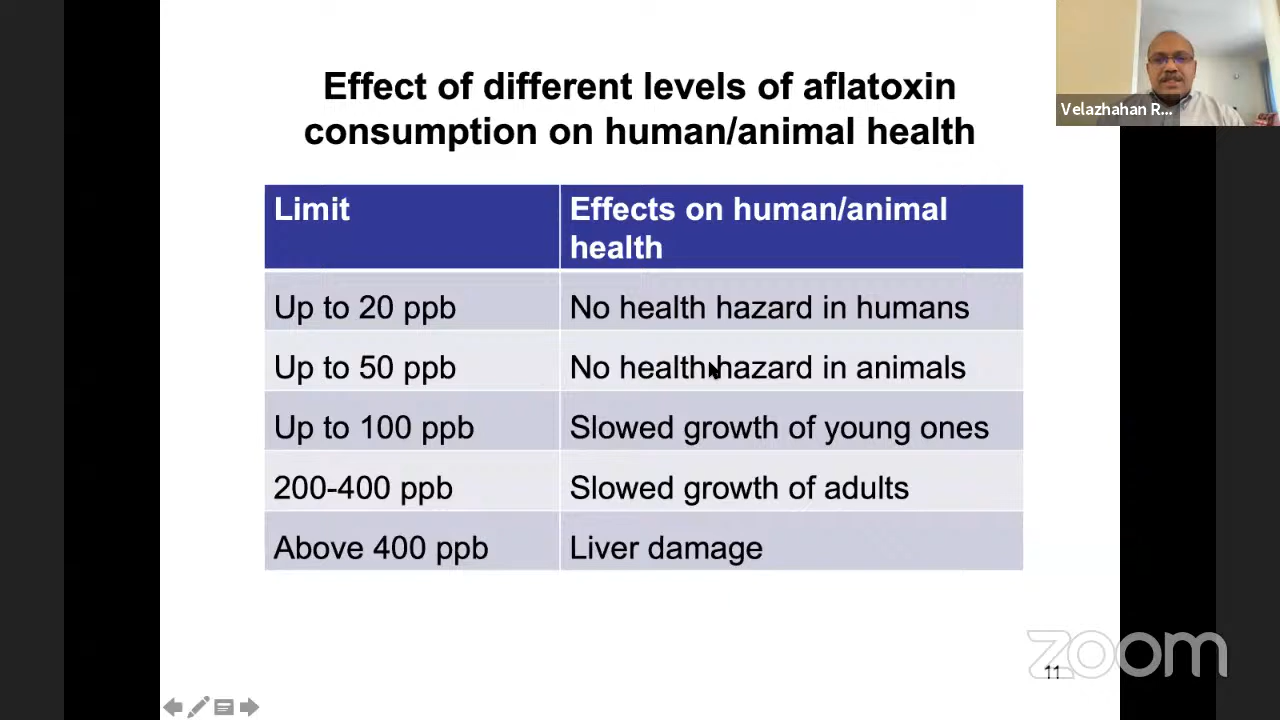 Effect of different levels of aflatoxin
consumption on human/animal health
Velazhahan R...
Limit
Effects on human/animal
health
Up to 20 ppb
No health hazard in humans
Up to 50 ppb
No health hazard in animals
Up to 100 ppb
Slowed growth of young ones
200-400 ppb
Slowed growth of adults
Above 400 ppb
Liver damage
zoom
11